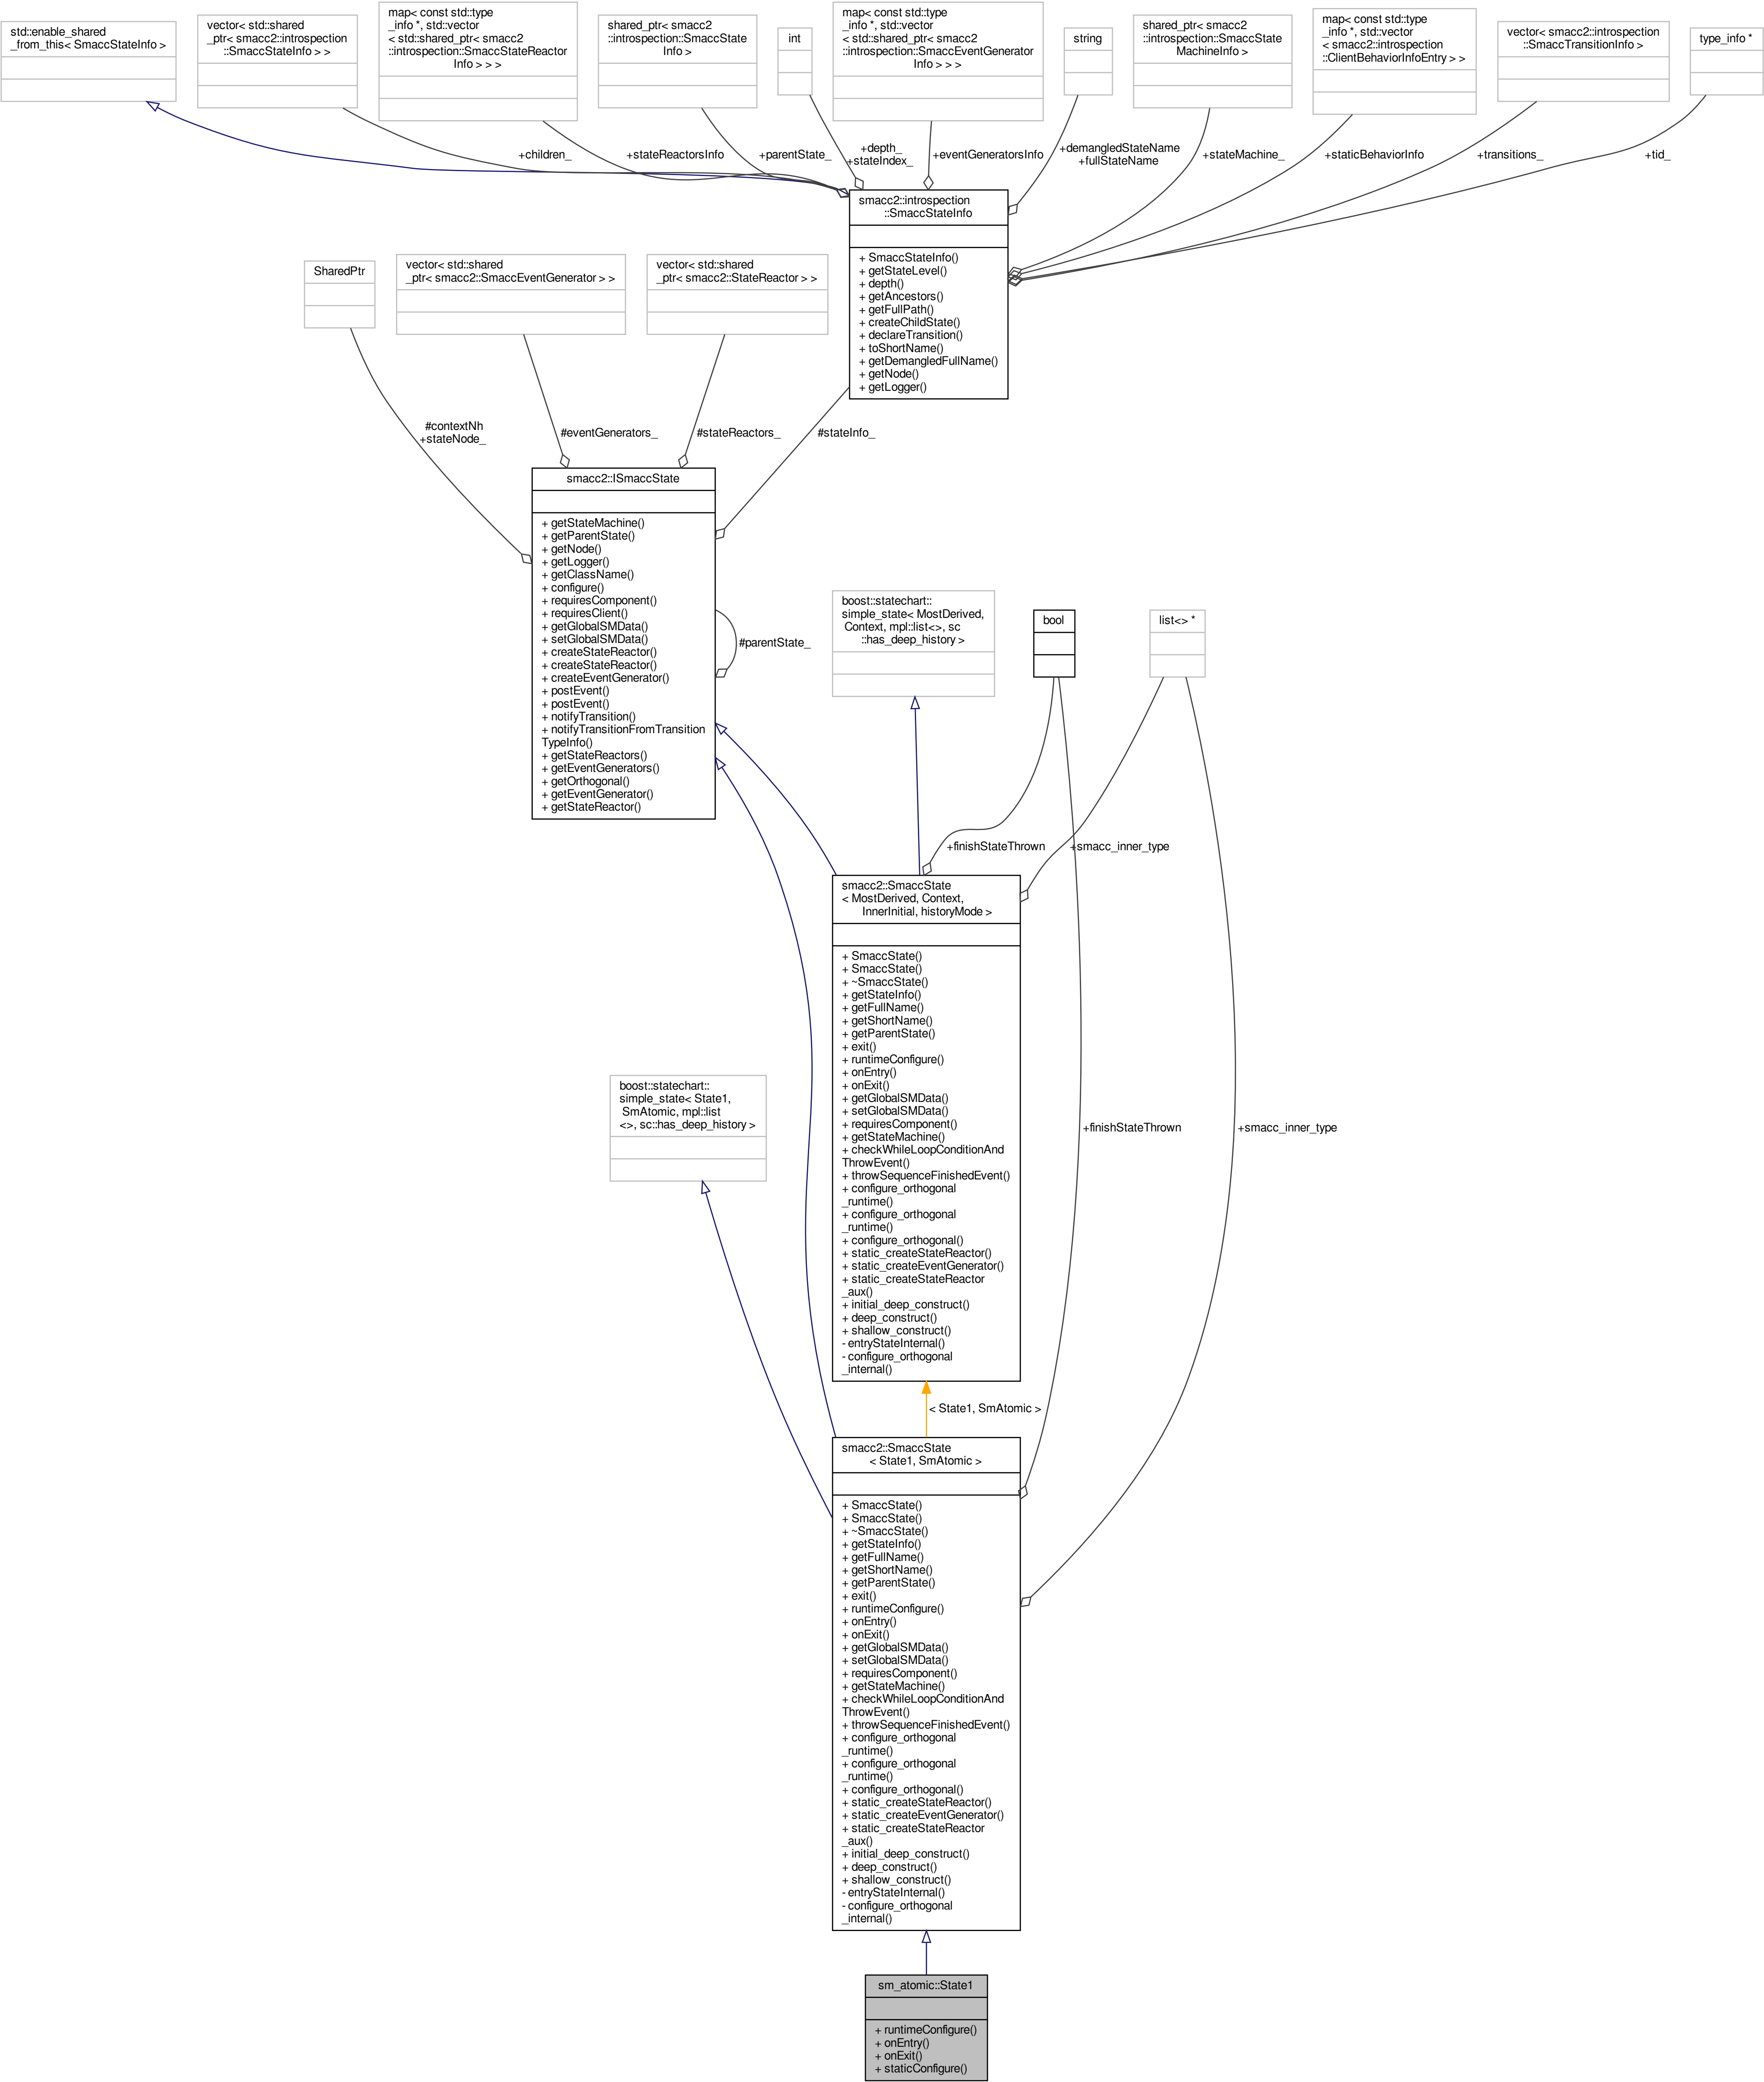 std::enable_shared
_from_this< SmaccStateInfo >
vector< std::shared
_ptr< smacc2::introspection
::SmaccStateInfo > >
map< const std::type
_info *, std::vector
< std::shared_ptr< smacc2
::introspection::SmaccStateReactor
Info > > >
shared_ptr< smacc2
::introspection::SmaccState
Info >
int
map< const std::type
_info *, std::vector
< std::shared_ptr< smacc2
::introspection::SmaccEventGenerator
Info > > >
string
shared_ptr< smacc2
::introspection::SmaccState
MachineInfo >
map< const std::type
_info *, std::vector
< smacc2::introspection
::ClientBehaviorInfoEntry > >
vector< smacc2::introspection
::SmaccTransitionInfo >
type_info *
+children_
+stateReactorsInfo
+parentState_
+depth_
+stateIndex_
+eventGeneratorsInfo
+demangledStateName
+fullStateName
+stateMachine_
+staticBehaviorInfo
+transitions_
+tid_
smacc2::introspection
::SmaccStateInfo
+ SmaccStateInfo()
+ getStateLevel()
+ depth()
+ getAncestors()
+ getFullPath()
+ createChildState()
+ declareTransition()
+ toShortName()
+ getDemangledFullName()
+ getNode()
+ getLogger()
SharedPtr
vector< std::shared
_ptr< smacc2::SmaccEventGenerator > >
vector< std::shared
_ptr< smacc2::StateReactor > >
#contextNh
+stateNode_
#eventGenerators_
#stateReactors_
#stateInfo_
smacc2::ISmaccState
+ getStateMachine()
+ getParentState()
+ getNode()
+ getLogger()
+ getClassName()
+ configure()
+ requiresComponent()
+ requiresClient()
+ getGlobalSMData()
+ setGlobalSMData()
+ createStateReactor()
+ createStateReactor()
+ createEventGenerator()
+ postEvent()
+ postEvent()
+ notifyTransition()
+ notifyTransitionFromTransition
TypeInfo()
+ getStateReactors()
+ getEventGenerators()
+ getOrthogonal()
+ getEventGenerator()
+ getStateReactor()
#parentState_
boost::statechart::
simple_state< MostDerived,
Context, mpl::list<>, sc
::has_deep_history >
bool
list<> *
+finishStateThrown
+smacc_inner_type
smacc2::SmaccState
< MostDerived, Context,
InnerInitial, historyMode >
+ SmaccState()
+ SmaccState()
+ ~SmaccState()
+ getStateInfo()
+ getFullName()
+ getShortName()
+ getParentState()
+ exit()
+ runtimeConfigure()
+ onEntry()
+ onExit()
+ getGlobalSMData()
+ setGlobalSMData()
+ requiresComponent()
+ getStateMachine()
+ checkWhileLoopConditionAnd
ThrowEvent()
+ throwSequenceFinishedEvent()
+ configure_orthogonal
_runtime()
+ configure_orthogonal
_runtime()
+ configure_orthogonal()
+ static_createStateReactor()
+ static_createEventGenerator()
+ static_createStateReactor
_aux()
+ initial_deep_construct()
+ deep_construct()
+ shallow_construct()
- entryStateInternal()
- configure_orthogonal
_internal()
boost::statechart::
simple_state< State1,
SmAtomic, mpl::list
<>, sc::has_deep_history >
+finishStateThrown
+smacc_inner_type
< State1, SmAtomic >
smacc2::SmaccState
< State1, SmAtomic >
+ SmaccState()
+ SmaccState()
+ ~SmaccState()
+ getStateInfo()
+ getFullName()
+ getShortName()
+ getParentState()
+ exit()
+ runtimeConfigure()
+ onEntry()
+ onExit()
+ getGlobalSMData()
+ setGlobalSMData()
+ requiresComponent()
+ getStateMachine()
+ checkWhileLoopConditionAnd
ThrowEvent()
+ throwSequenceFinishedEvent()
+ configure_orthogonal
_runtime()
+ configure_orthogonal
_runtime()
+ configure_orthogonal()
+ static_createStateReactor()
+ static_createEventGenerator()
+ static_createStateReactor
_aux()
+ initial_deep_construct()
+ deep_construct()
+ shallow_construct()
- entryStateInternal()
- configure_orthogonal
_internal()
sm_atomic::State1
+ runtimeConfigure()
+ onEntry()
+ onExit()
+ staticConfigure()